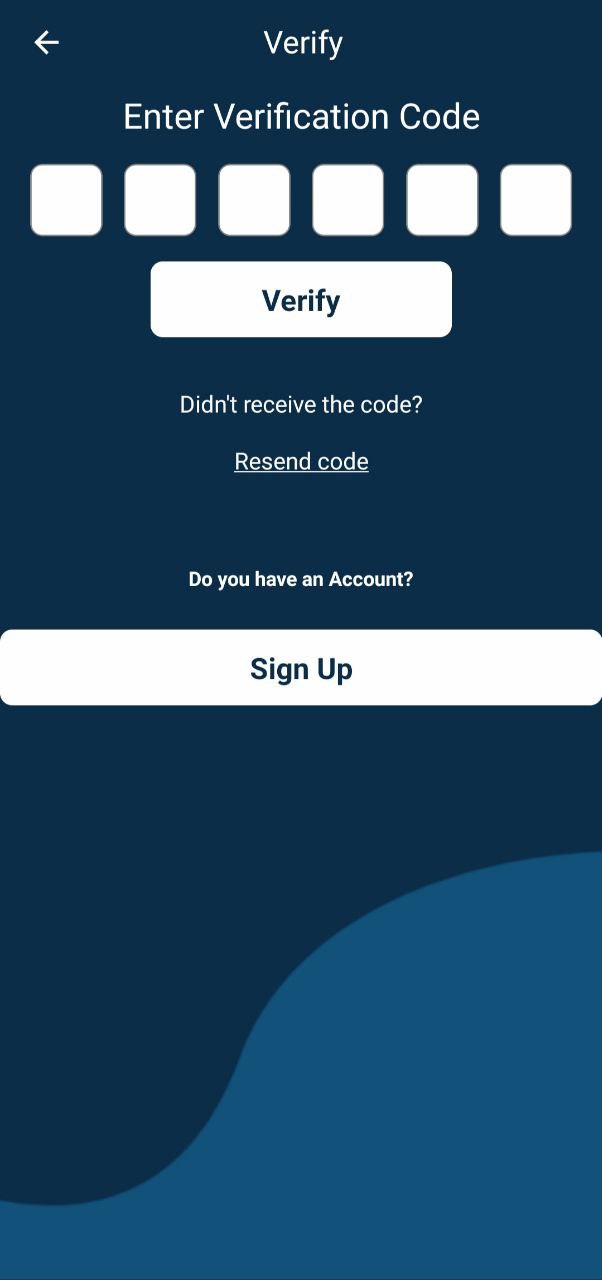 Verify
Enter Verification Code
Verify
Didn't receive the code?
Resend code
Do you have an Account?
Sign Up